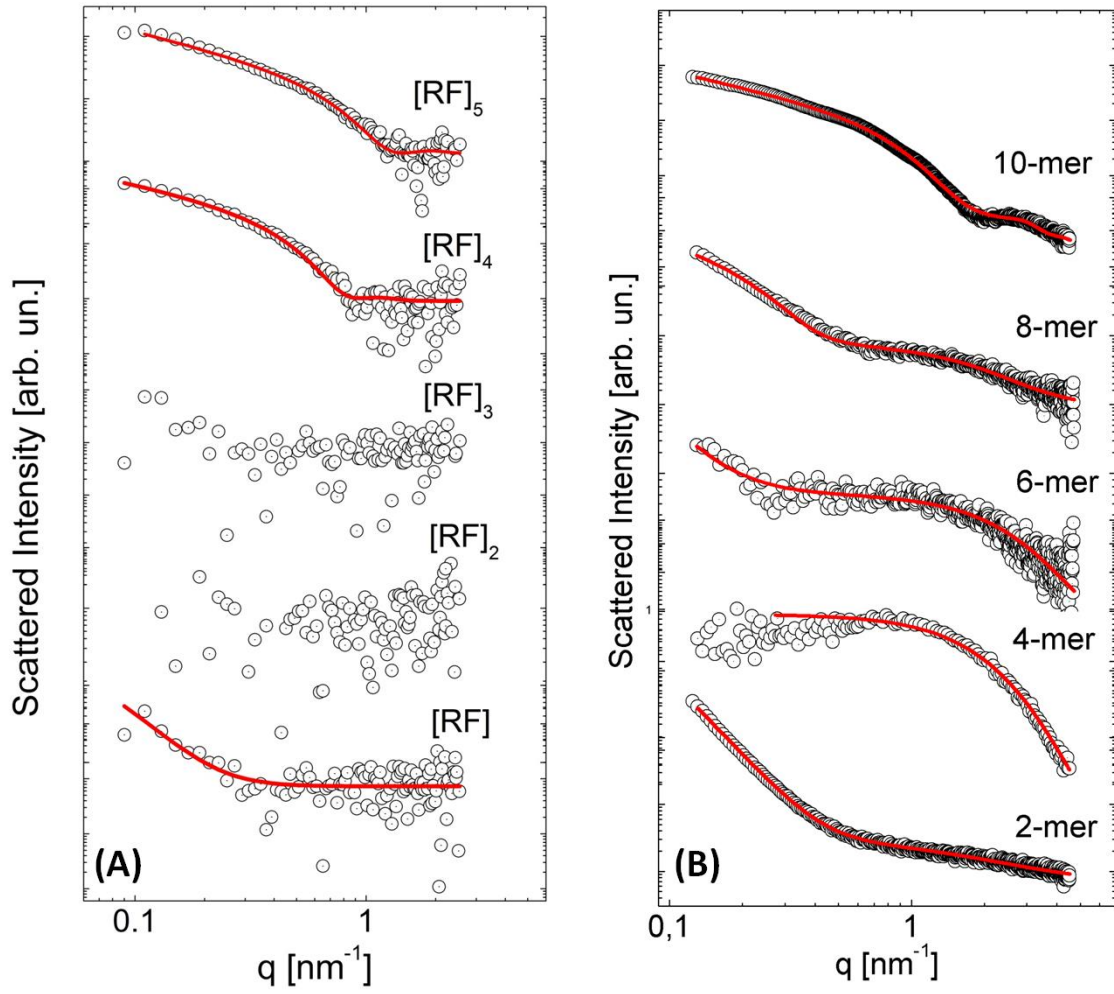 Scattered Intensity [arb. un.]
[RF]5
[RF]4
[RF]3
[RF]2
[RF]
(A)
0.1
1
q [nm-1]
Scattered Intensity [arb. un.]
10-mer
8-mer
6-mer
1
4-mer
2-mer
(B)
0,1
1
q [nm-1]